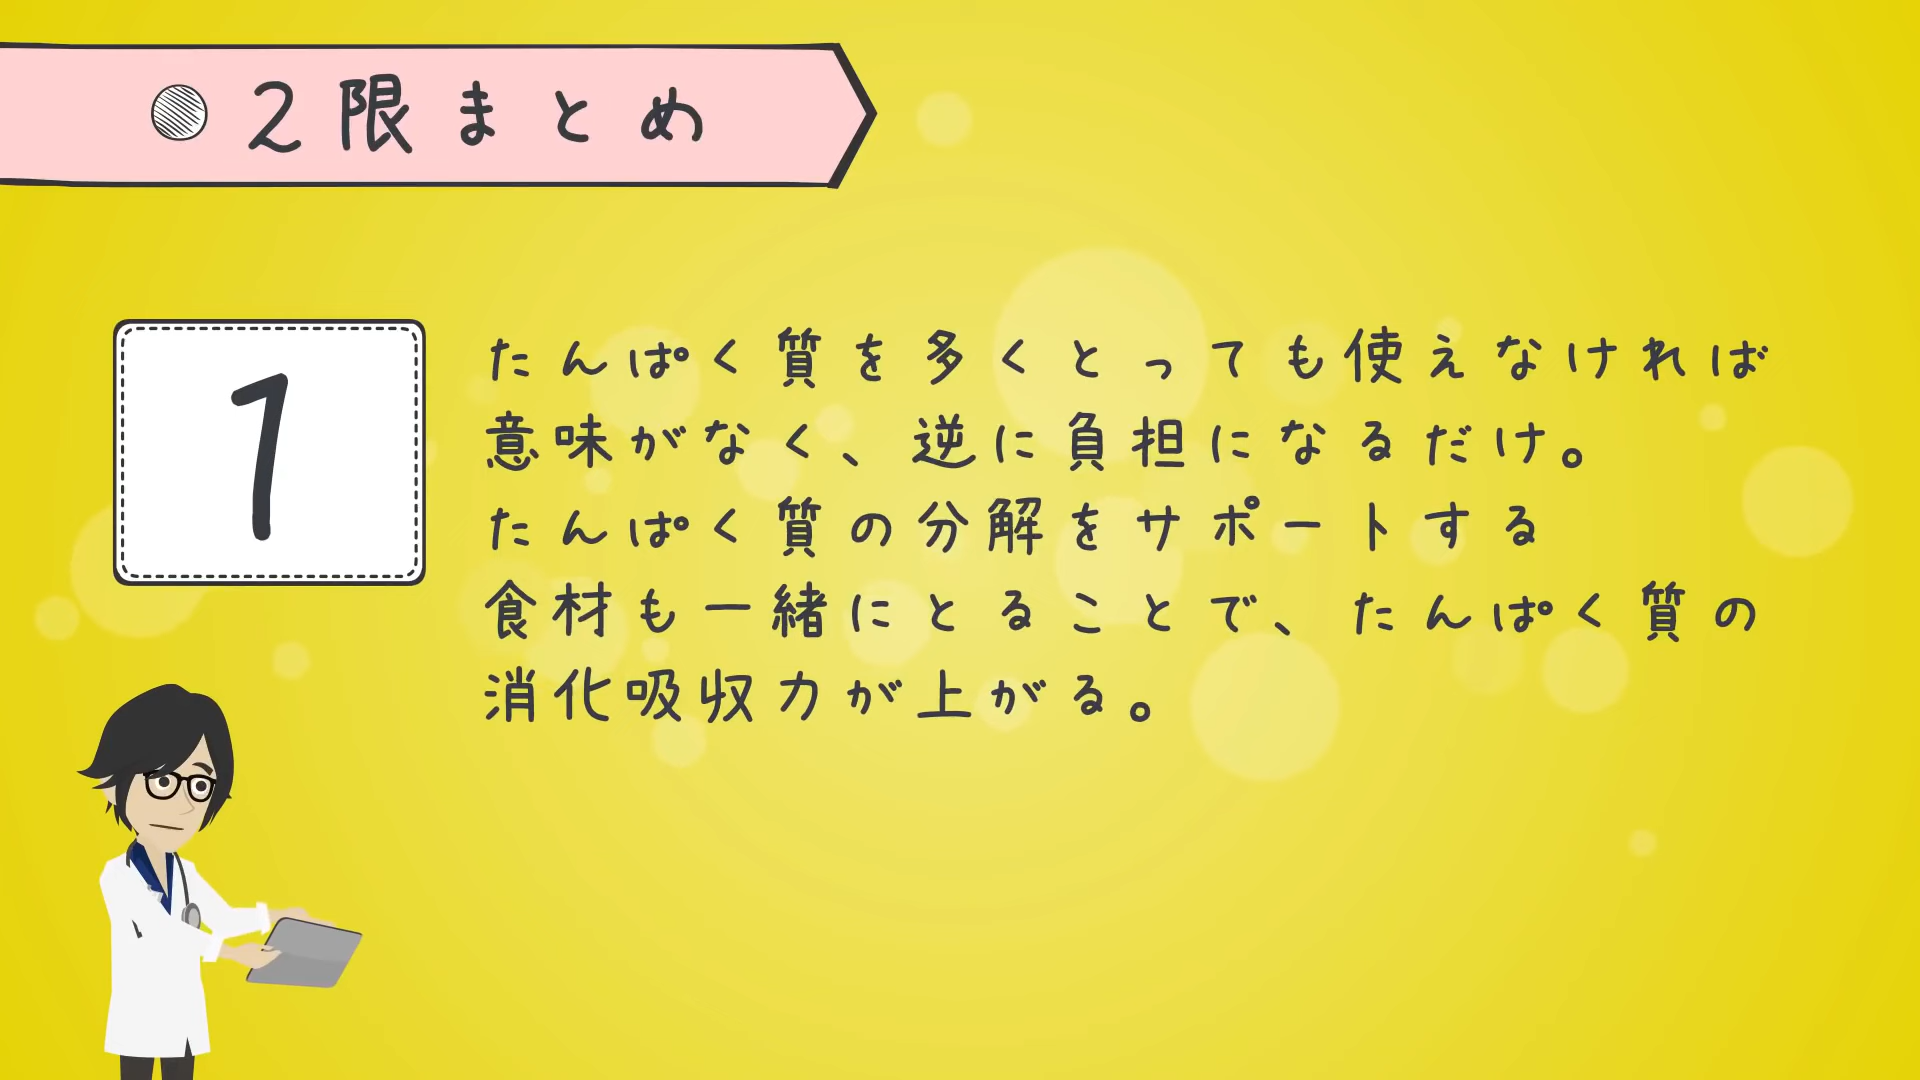 ２限まとめ
1
たんぱく質を多くとっても使えなければ
意味がなく、逆に負担になるだけ。
たんぱく質の分解をサポートする
食材も一緒にとることで、たんぱく質の
消化吸収力が上がる。